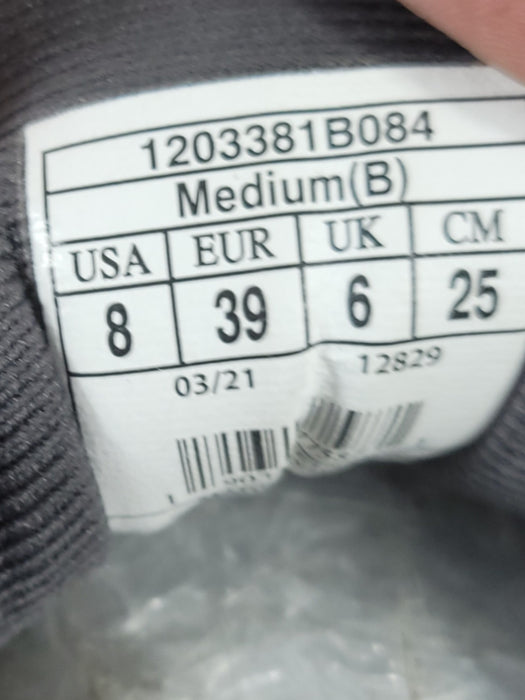 1203381B084
Medium(B)
USA EUR UK CM
8 39 6 25
03/21 12829